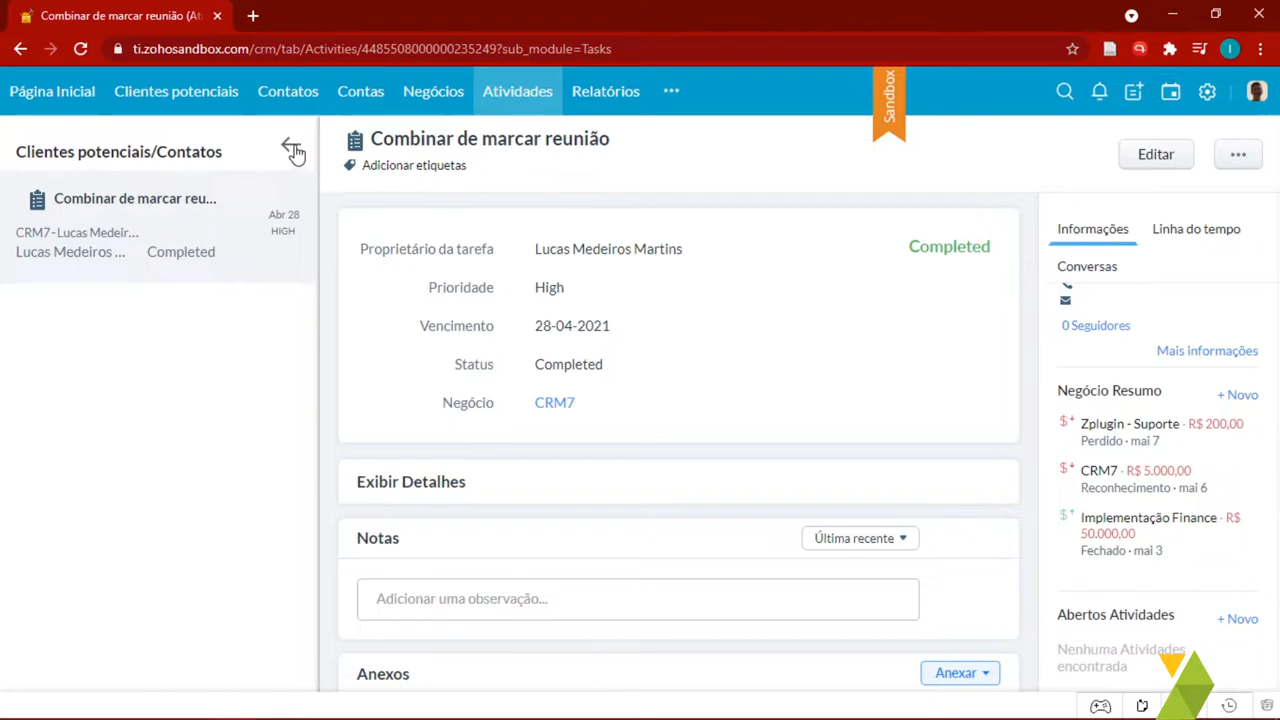 Combinar de marcar reunião (At
ti.zohosandbox.com/crm/tab/Activities/4485508000000235249?sub_module=Tasks
Página Inicial
Clientes potenciais
Contatos
Contas
Negócios
Atividades
Relatórios
Sandbox
Clientes potenciais/Contatos
Combinar de marcar reu...
Abr 28
HIGH
CRM7-Lucas Medeir...
Lucas Medeiros ... Completed
Combinar de marcar reunião
Adicionar etiquetas
Editar
Proprietário da tarefa Lucas Medeiros Martins
Completed
Prioridade High
Vencimento 28-04-2021
Status Completed
Negócio CRM7
Exibir Detalhes
Notas
Última recente
Adicionar uma observação...
Anexos
Anexar
Informações
Linha do tempo
Conversas
0 Seguidores
Mais informações
Negócio Resumo
+ Novo
Zplugin - Suporte - R$ 200,00
Perdido · mai 7
CRM7 · R$ 5.000,00
Reconhecimento · mai 6
Implementação Finance · R$
50.000,00
Fechado · mai 3
Abertos Atividades
+ Novo
Nenhuma Atividades
encontrada